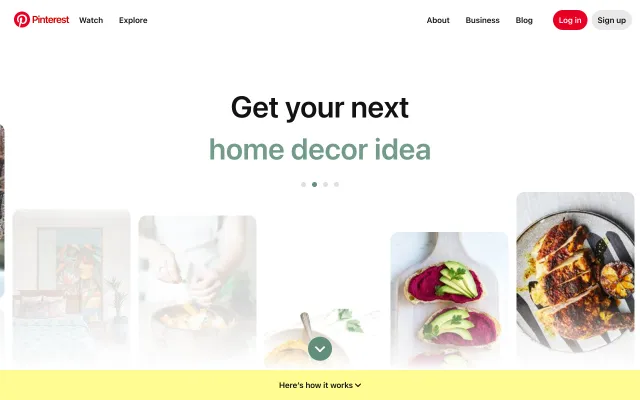 Pinterest
Watch
Explore
About
Business
Blog
Log in
Sign up
Get your next
home decor idea
Here's how it works